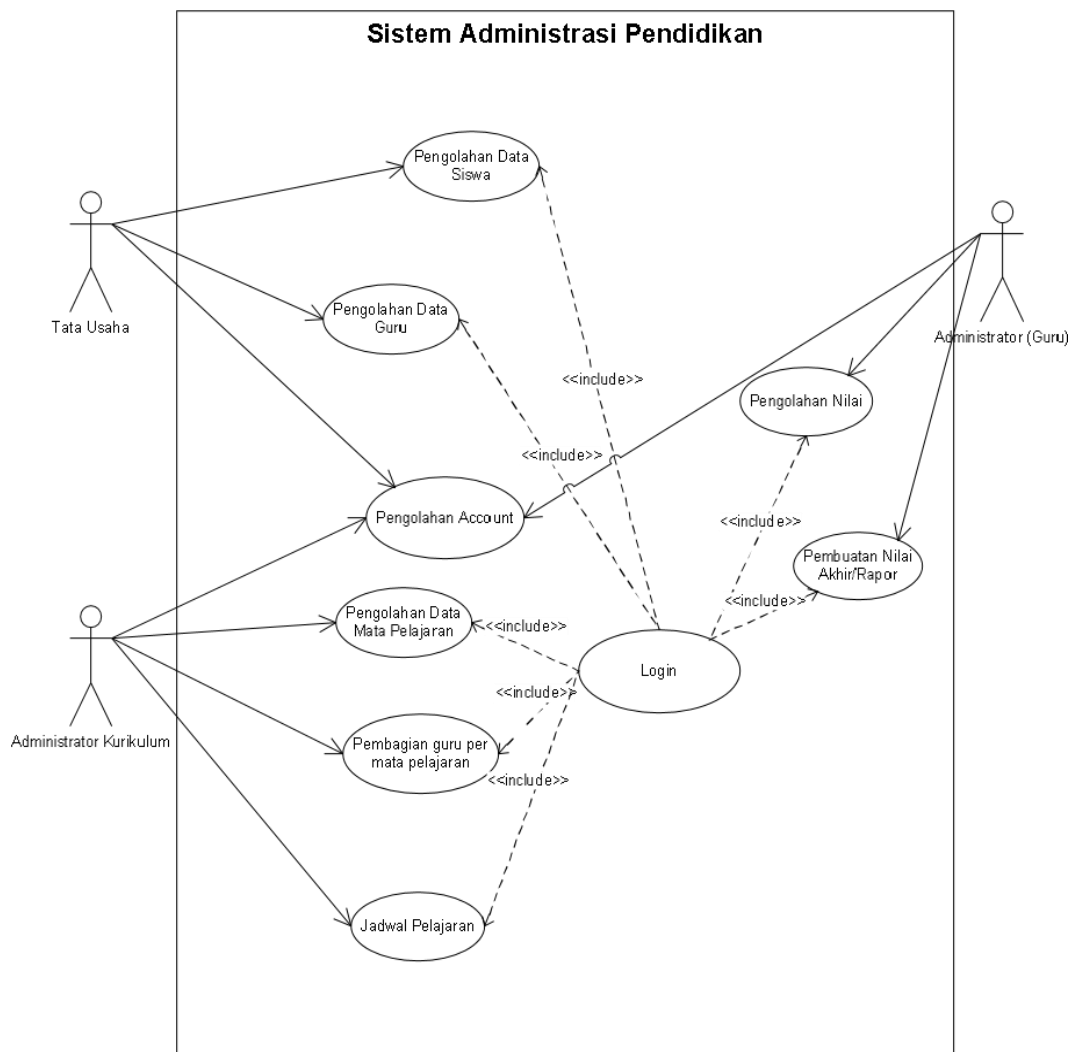 Sistem Administrasi Pendidikan
Pengolahan Data
Siswa
Tata Usaha
Pengolahan Data
Guru
Administrator (Guru)
<<include>>
Pengolahan Nilai
<<include>>
Pengolahan Account
<<include>>
Pembuatan Nilai
Akhir/Rapor
<<include>>
Pengolahan Data
Mata Pelajaran
<<include>>
Login
<<include>>
Administrator Kurikulum
Pembagian guru per
mata pelajaran
<<include>>
Jadwal Pelajaran